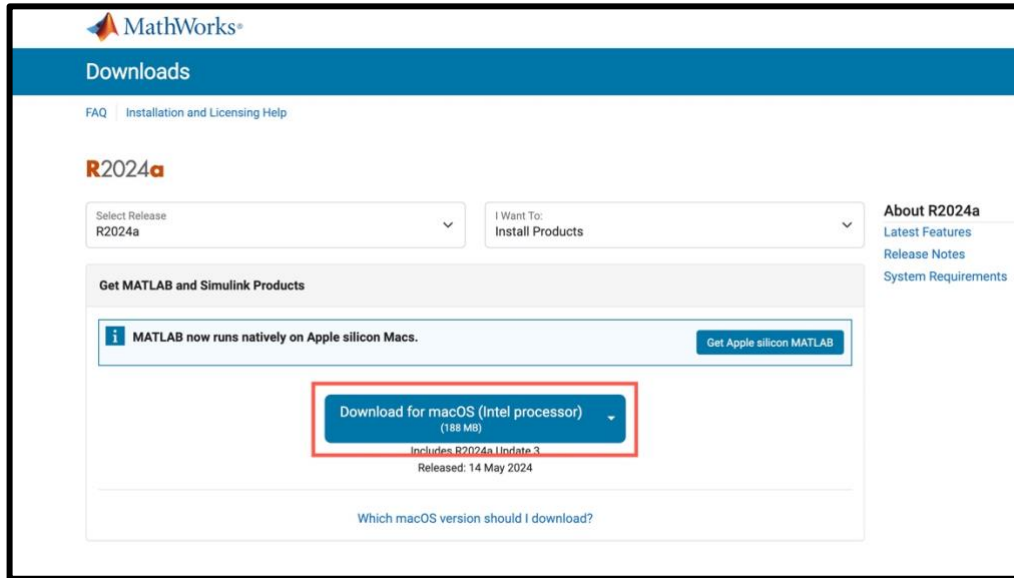 MathWorks®
Downloads
FAQ Installation and Licensing Help
R2024a
Select Release
R2024a
I Want To:
Install Products
About R2024a
Latest Features
Release Notes
System Requirements
Get MATLAB and Simulink Products
i MATLAB now runs natively on Apple silicon Macs.
Get Apple silicon MATLAB
Download for macOS (Intel processor)
(188 MB)
Includes R2024a Update 3
Released: 14 May 2024
Which macOS version should I download?